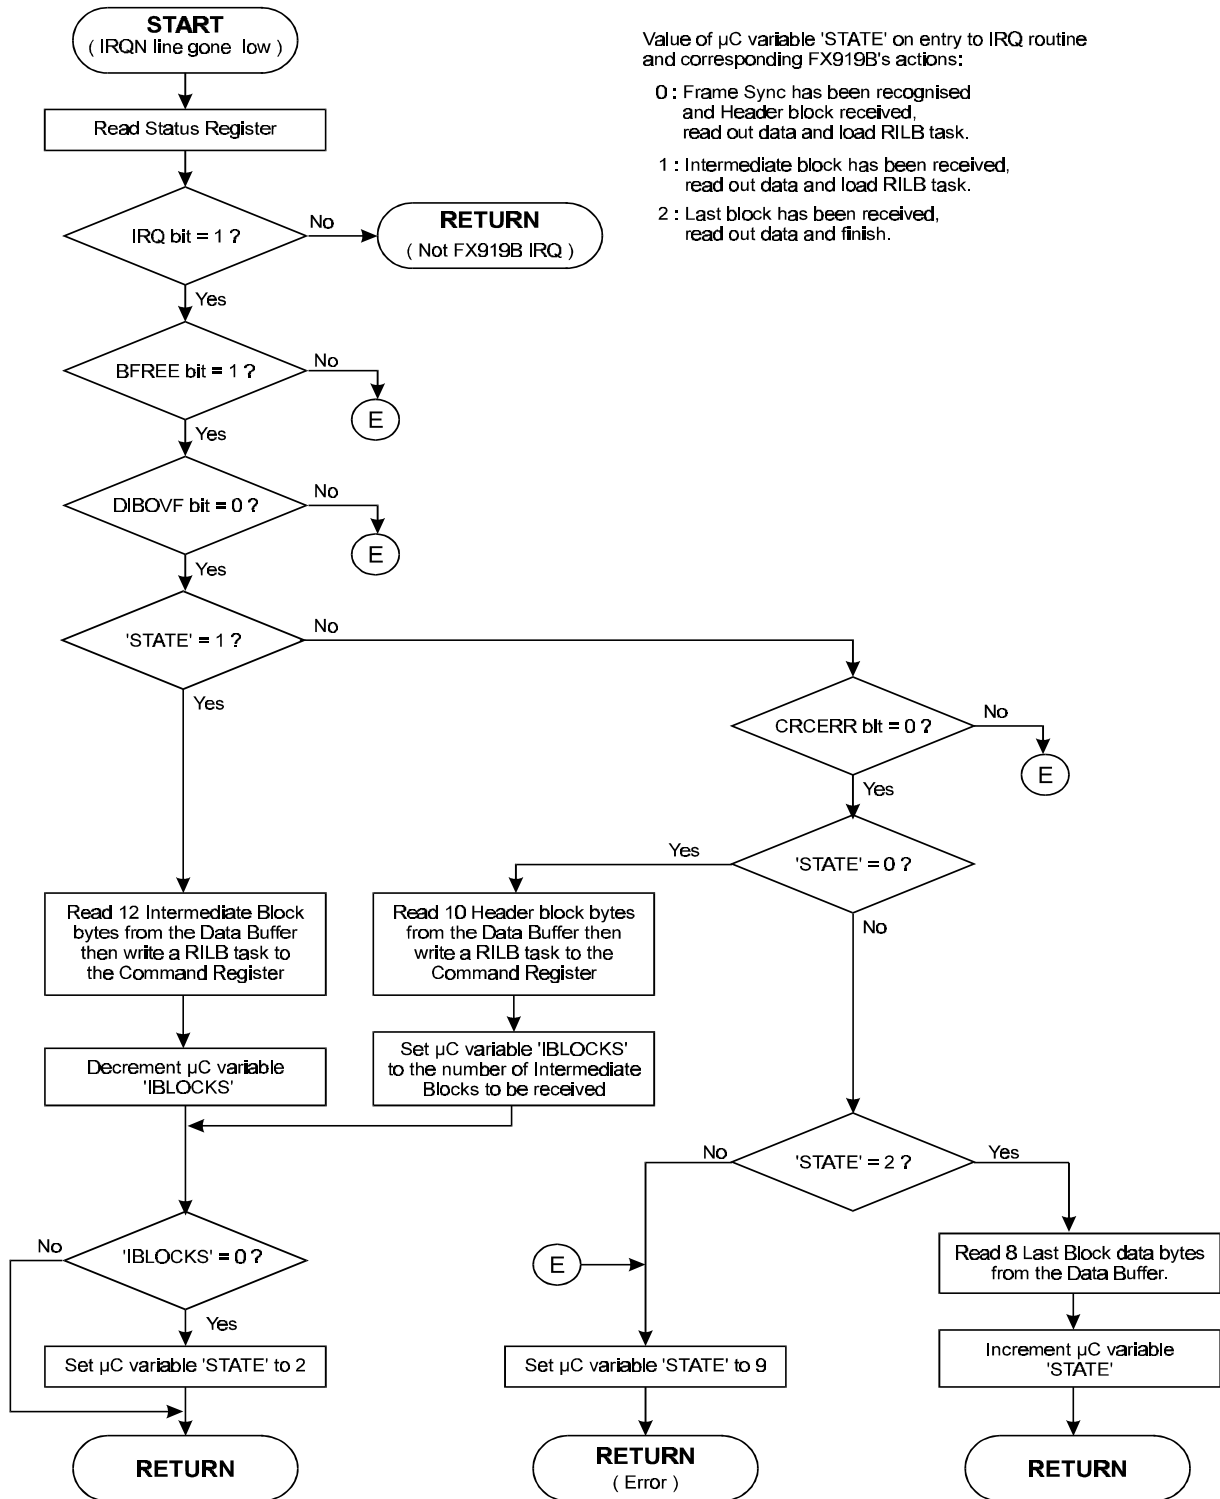 START
( IRQN line gone low )
Value of µC variable 'STATE' on entry to IRQ routine
and corresponding FX919B's actions:
0 : Frame Sync has been recognised
and Header block received,
read out data and load RILB task.
1 : Intermediate block has been received,
read out data and load RILB task.
2 : Last block has been received,
read out data and finish.
Read Status Register
IRQ bit = 1 ?
No
RETURN
( Not FX919B IRQ )
Yes
BFREE bit = 1 ?
No
E
Yes
DIBOVF bit = 0 ?
No
E
Yes
'STATE' = 1 ?
No
Yes
CRCERR bit = 0 ?
No
E
Yes
'STATE' = 0 ?
Yes
No
Read 12 Intermediate Block
bytes from the Data Buffer
then write a RILB task to
the Command Register
Read 10 Header block bytes
from the Data Buffer then
write a RILB task to the
Command Register
Decrement µC variable
'IBLOCKS'
Set µC variable 'IBLOCKS'
to the number of Intermediate
Blocks to be received
'STATE' = 2 ?
No
Yes
'IBLOCKS' = 0 ?
No
Yes
E
Read 8 Last Block data bytes
from the Data Buffer.
Set µC variable 'STATE' to 2
Set µC variable 'STATE' to 9
Increment µC variable
'STATE'
RETURN
RETURN
( Error )
RETURN